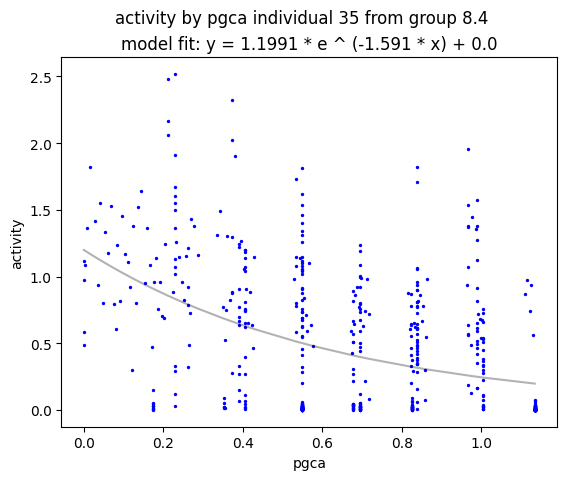 activity by pgca individual 35 from group 8.4
model fit: y = 1.1991 * e ^ (-1.591 * x) + 0.0
2.5
2.0
1.5
1.0
0.5
0.0
activity
0.0 0.2 0.4 0.6 0.8 1.0
pgca